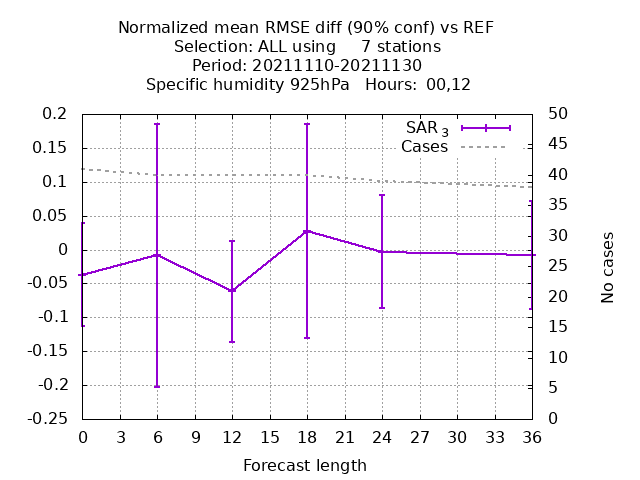 Normalized mean RMSE diff (90% conf) vs REF
Selection: ALL using     7 stations
Period: 20211110-20211130
Specific humidity 925hPa   Hours: 00,12
SAR 3
Cases
0.2
0.15
0.1
0.05
0
-0.05
-0.1
-0.15
-0.2
-0.25
50
45
40
35
30
25
20
15
10
5
0
No cases
0 3 6 9 12 15 18 21 24 27 30 33 36
Forecast length